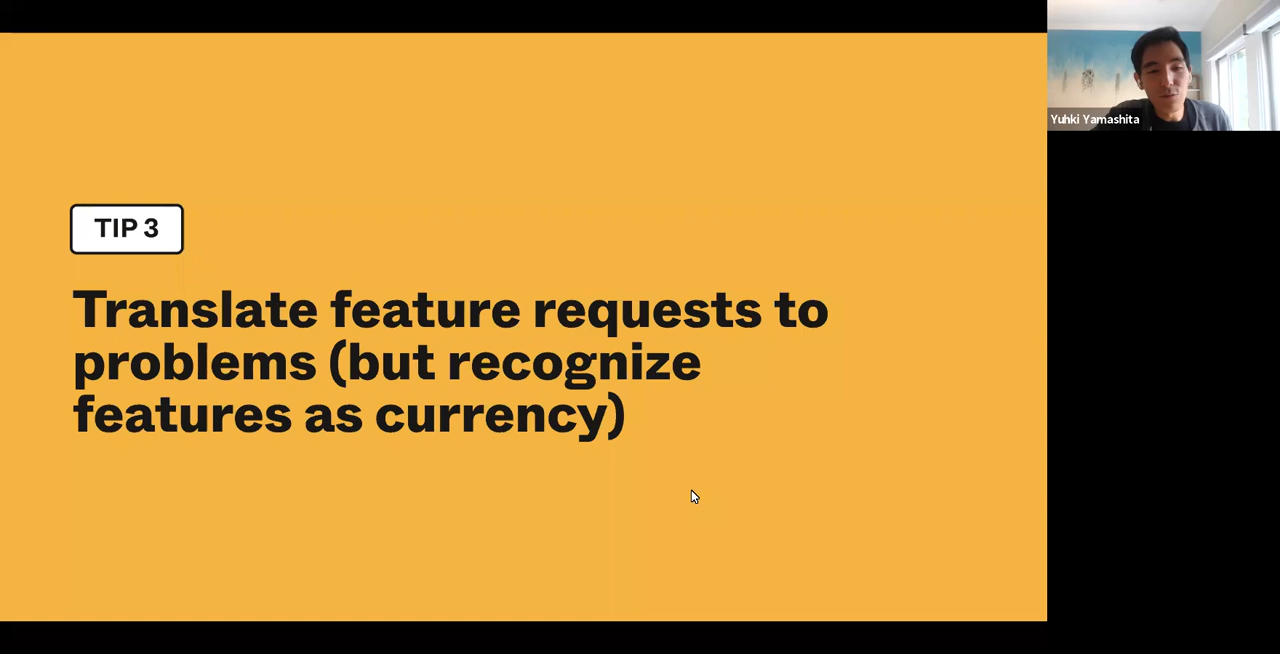 TIP 3
Translate feature requests to
problems (but recognize
features as currency)
Yuhki Yamashita